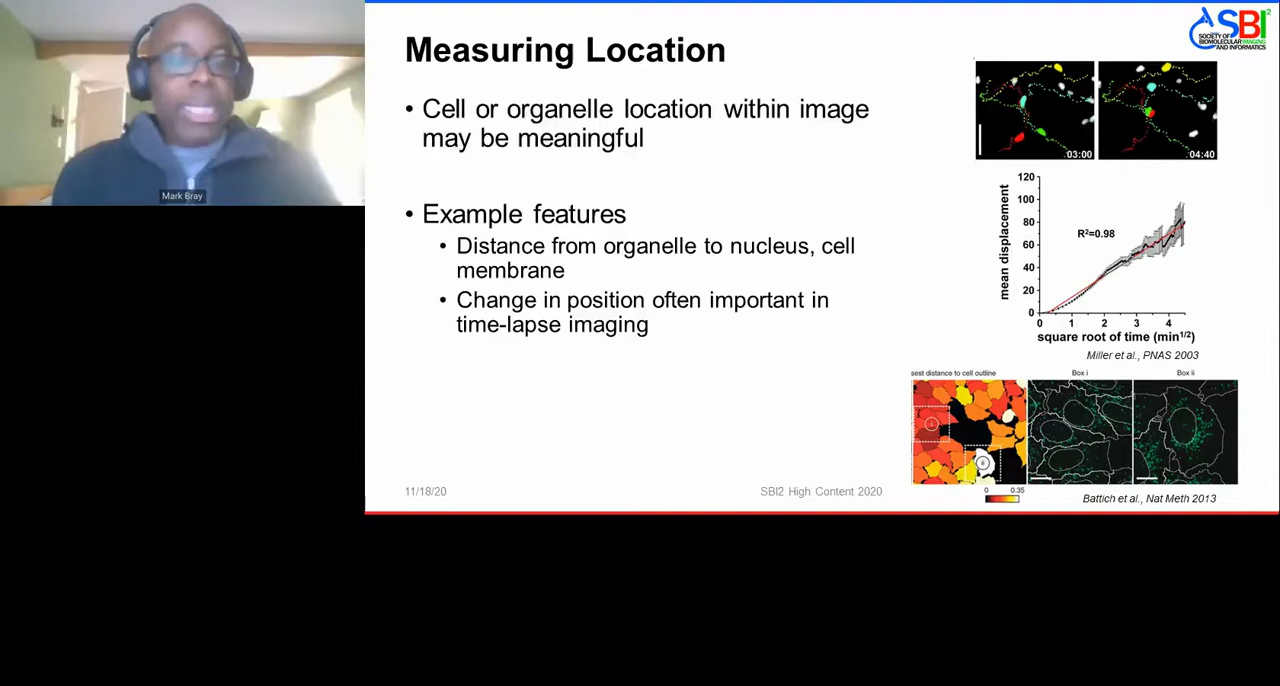 Mark Bray
Measuring Location
SBI2
SOCIETY OF
BIOMOLECULAR IMAGING
AND INFORMATICS
• Cell or organelle location within image
may be meaningful
• Example features
• Distance from organelle to nucleus, cell
membrane
• Change in position often important in
time-lapse imaging
03:00
04:40
120
100
80
60
40
20
0
mean displacement
R²=0.98
0 1 2 3 4
square root of time (min1/2)
Miller et al., PNAS 2003
sest distance to cell outline
Box i
Box ii
i
ii
0 0.35
Battich et al., Nat Meth 2013
11/18/20
SBI2 High Content 2020